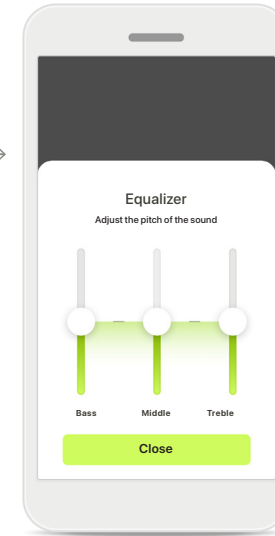 Equalizer
Adjust the pitch of the sound
Bass Middle Treble
Close